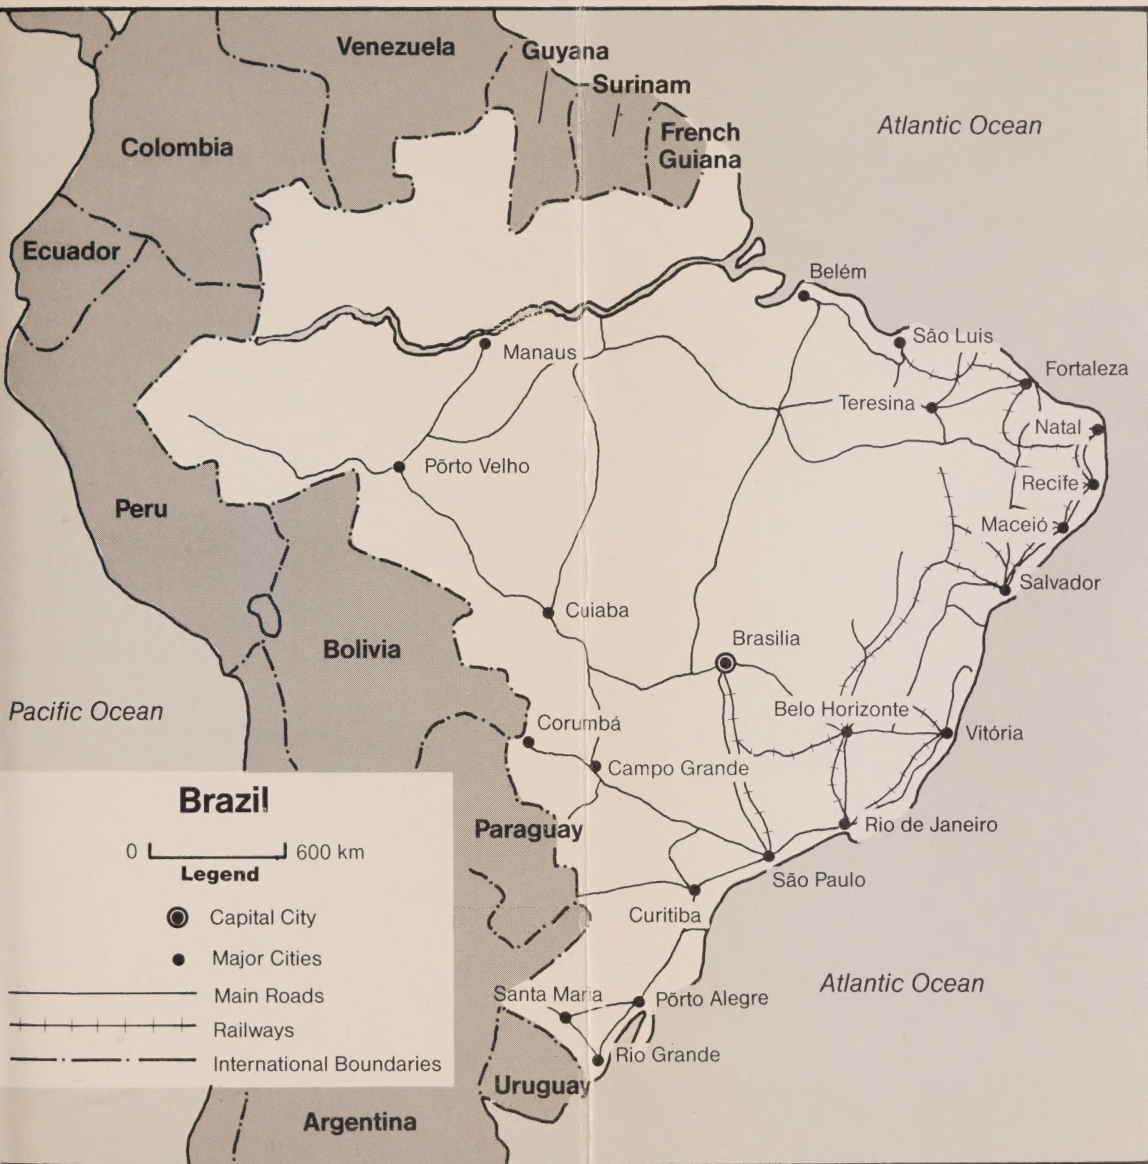 Venezuela
Guyana
Surinam
French
Guiana
Atlantic Ocean
Colombia
Ecuador
Belém
Sâo Luis
Manaus
Fortaleza
Teresina
Natal
Põrto Velho
Recife
Peru
Maceió
Salvador
Cuiaba
Bolivia
Brasilia
Pacific Ocean
Corumbá
Belo Horizonte
Vitória
Campo Grande
Paraguay
Rio de Janeiro
São Paulo
Curitiba
Atlantic Ocean
Santa Maria
Põrto Alegre
Rio Grande
Uruguay
Argentina
Brazil
0 600 km
Legend
Capital City
Major Cities
Main Roads
Railways
International Boundaries